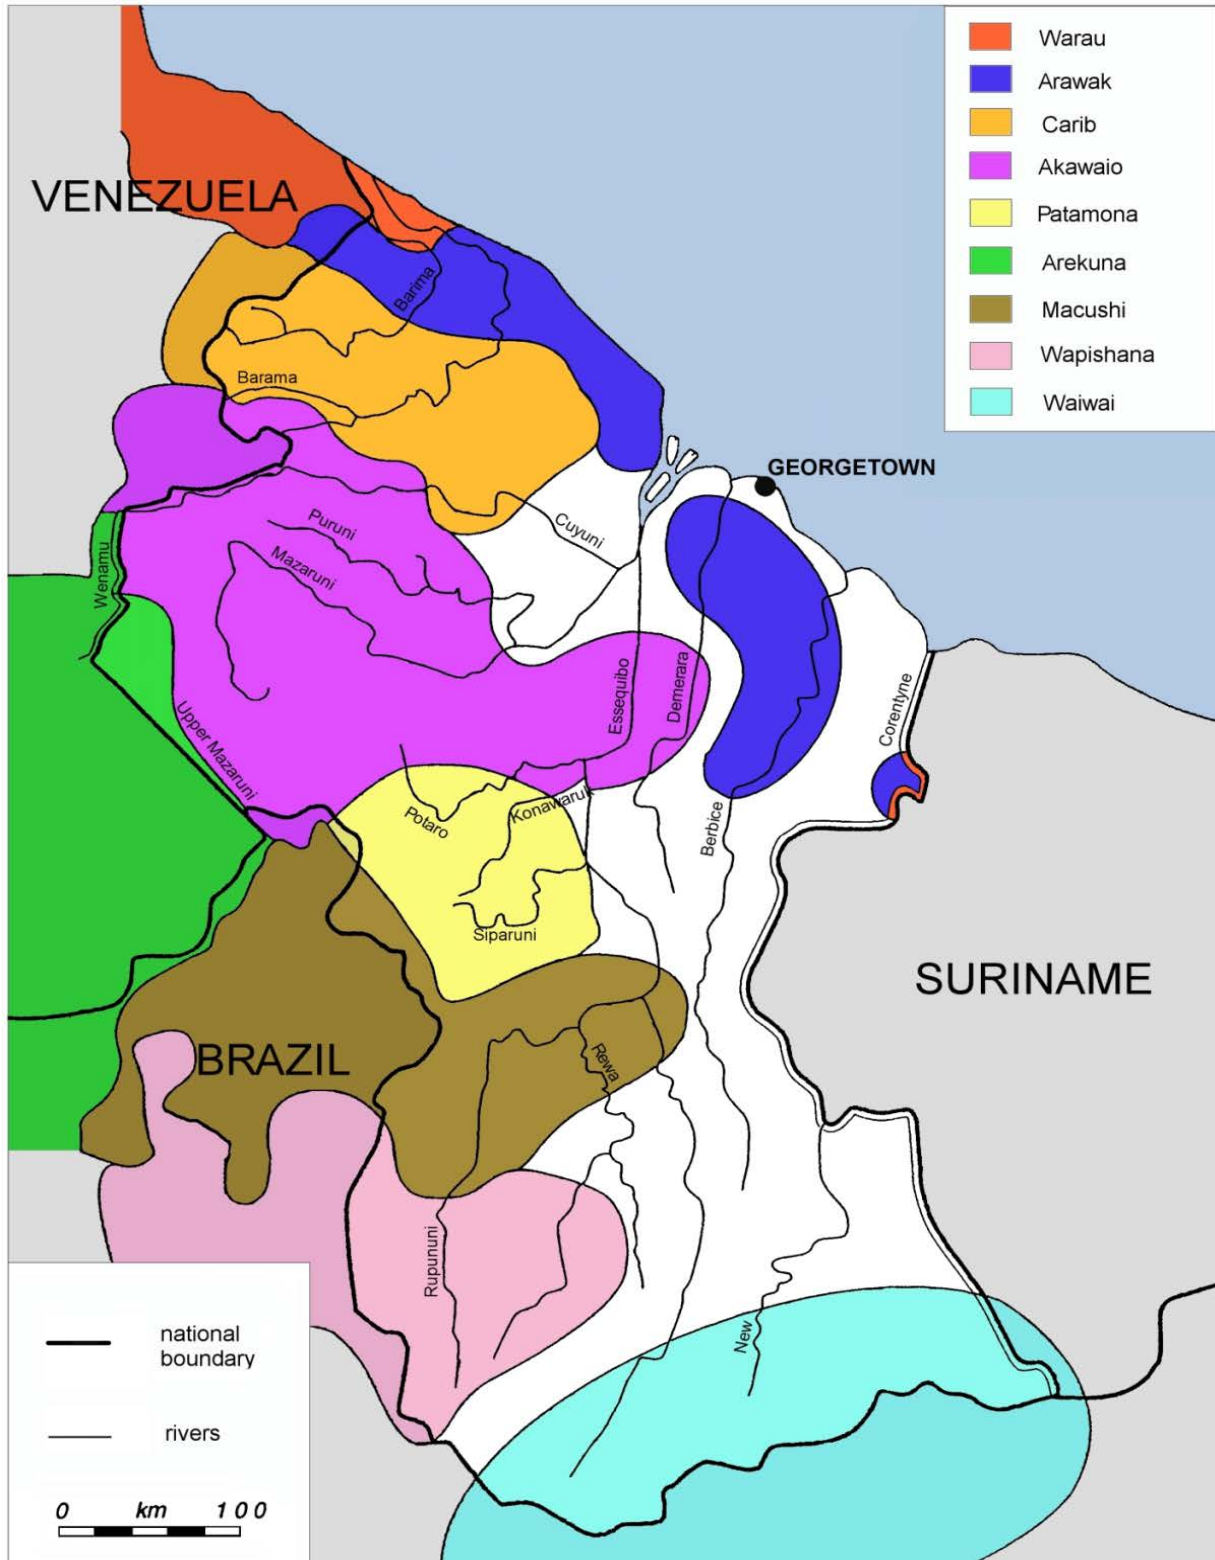 Warau
Arawak
Carib
Akawaio
Patamona
Arekuna
Macushi
Wapishana
Waiwai
VENEZUELA
Barima
Barama
GEORGETOWN
Cuyuni
Puruni
Mazaruni
Wenamu
Essequibo
Demerara
Corentyne
Upper Mazaruni
Potaro
Konawaruk
Berbice
Siparuni
SURINAME
BRAZIL
Rewa
Rupununi
New
national
boundary
rivers
0 km 100